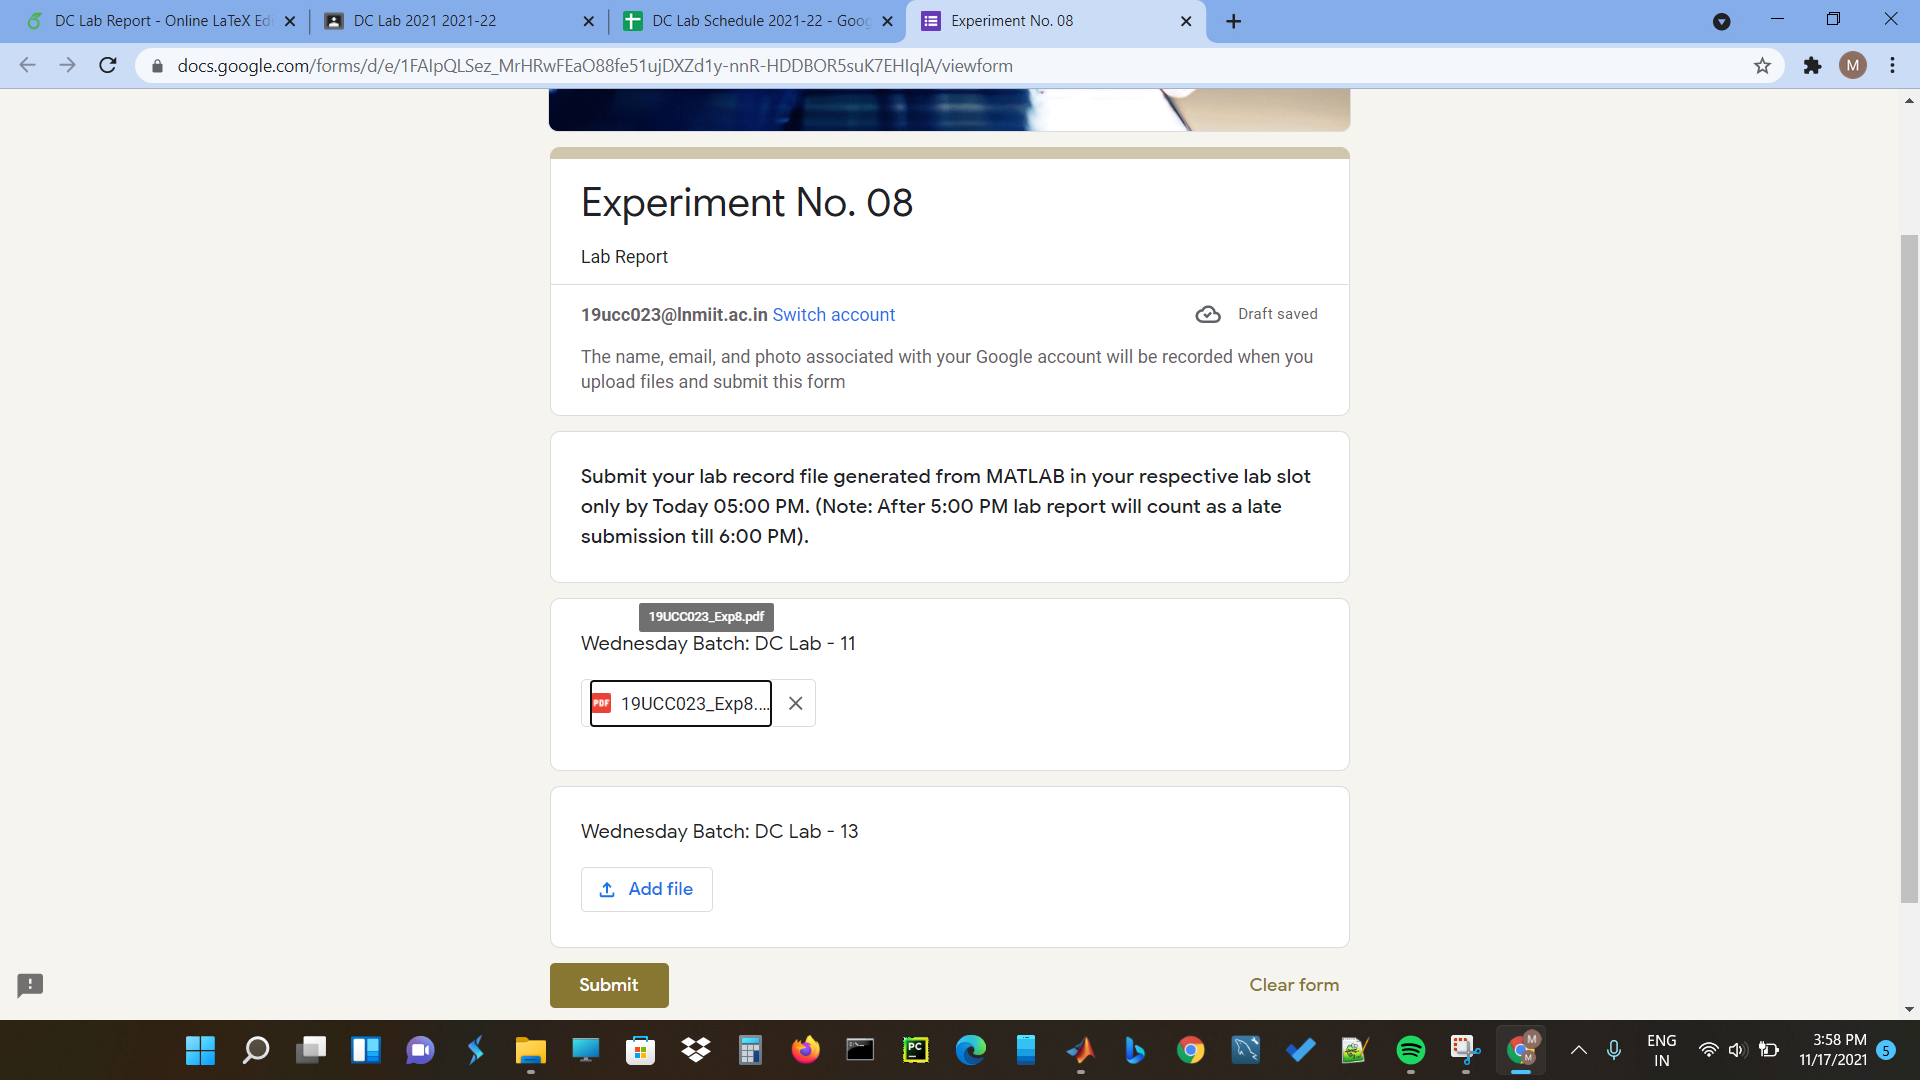 DC Lab Report - Online LaTeX Edi
DC Lab 2021 2021-22
DC Lab Schedule 2021-22 - Goog
Experiment No. 08
docs.google.com/forms/d/e/1FAIpQLSez_MrHRwFEaO88fe51ujDXZd1y-nnR-HDDBOR5suK7EHIqlA/viewform
M
Experiment No. 08
Lab Report
19ucc023@lnmiit.ac.in Switch account
Draft saved
The name, email, and photo associated with your Google account will be recorded when you
upload files and submit this form
Submit your lab record file generated from MATLAB in your respective lab slot
only by Today 05:00 PM. (Note: After 5:00 PM lab report will count as a late
submission till 6:00 PM).
19UCC023_Exp8.pdf
Wednesday Batch: DC Lab - 11
PDF 19UCC023_Exp8....
Wednesday Batch: DC Lab - 13
Add file
Submit
Clear form
PC
M
M
ENG
IN
3:58 PM
11/17/2021
5